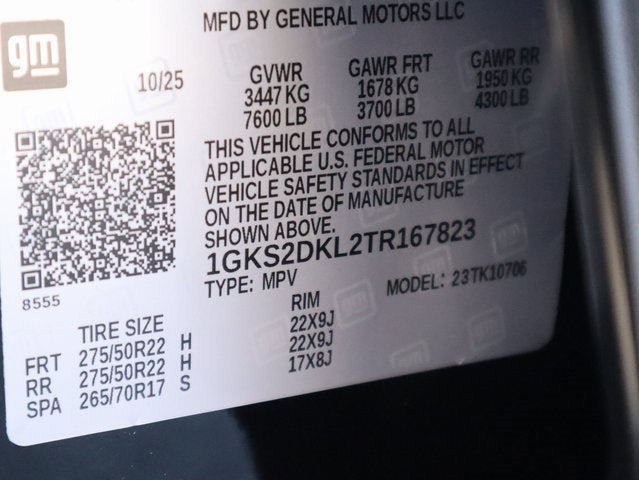 MFD BY GENERAL MOTORS LLC
gm
10/25 GVWR GAWR FRT GAWR RR
3447 KG 1678 KG 1950 KG
7600 LB 3700 LB 4300 LB
THIS VEHICLE CONFORMS TO ALL
APPLICABLE U.S. FEDERAL MOTOR
VEHICLE SAFETY STANDARDS IN EFFECT
ON THE DATE OF MANUFACTURE
SHOWN ABOVE.
1GKS2DKL2TR167823
8555
TYPE: MPV MODEL: 23TK10706
TIRE SIZE RIM
FRT 275/50R22 H 22X9J
RR 275/50R22 H 22X9J
SPA 265/70R17 S 17X8J